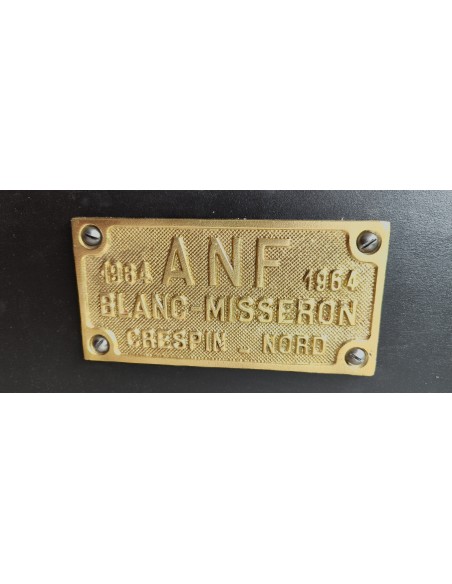 1964 ANF 1964
BLANC-MISSERON
CRESPIN - NORD